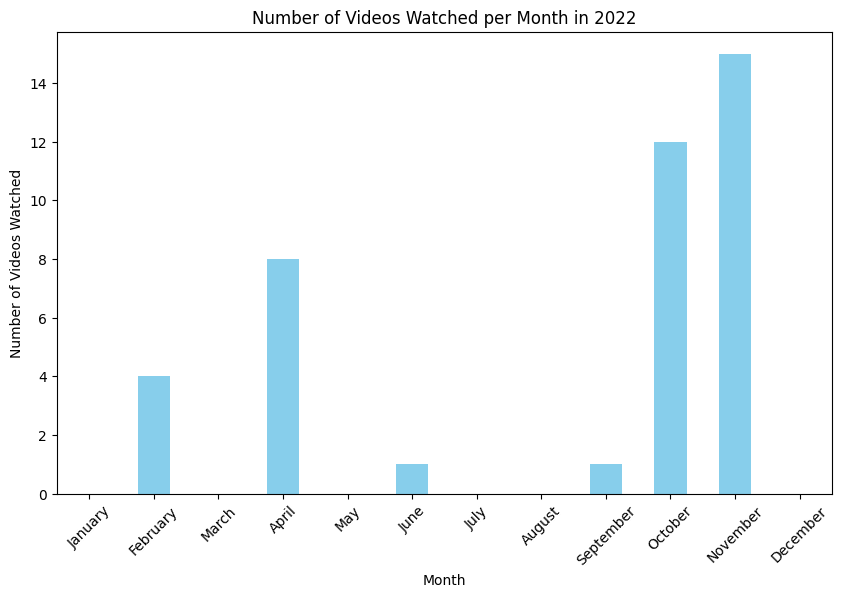 Number of Videos Watched per Month in 2022
Number of Videos Watched
14
12
10
8
6
4
2
0
January
February
March
April
May
June
July
August
September
October
November
December
Month